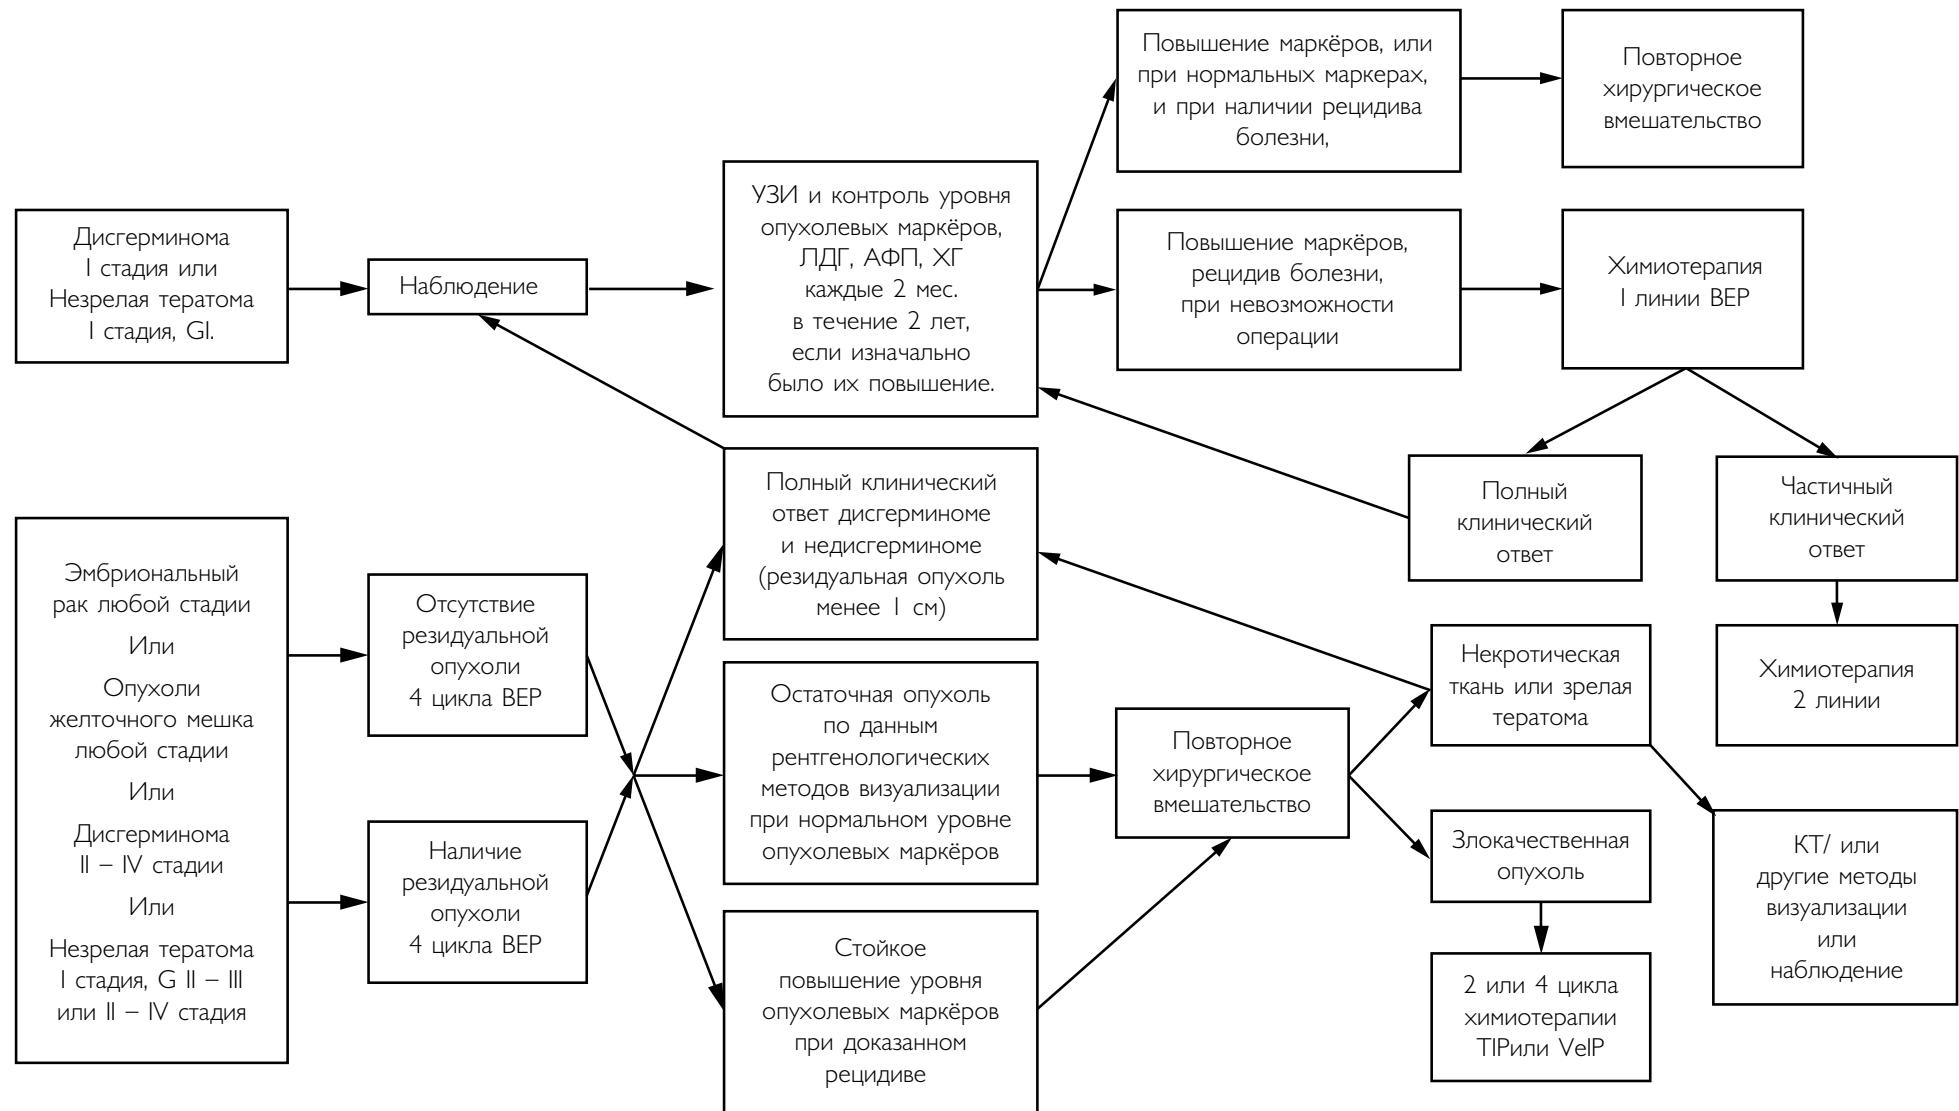 Повышение маркёров, или
при нормальных маркерах,
и при наличии рецидива
болезни,
Повторное
хирургическое
вмешательство
УЗИ и контроль уровня
опухолевых маркёров,
ЛДГ, АФП, ХГ
каждые 2 мес.
в течение 2 лет,
если изначально
было их повышение.
Дисгерминома
I стадия или
Незрелая тератома
I стадия, GI.
Наблюдение
Повышение маркёров,
рецидив болезни,
при невозможности
операции
Химиотерапия
I линии BEP
Полный клинический
ответ дисгерминоме
и недисгерминоме
(резидуальная опухоль
менее I см)
Полный
клинический
ответ
Частичный
клинический
ответ
Эмбриональный
рак любой стадии
Или
Опухоли
желточного мешка
любой стадии
Или
Дисгерминома
II – IV стадии
Или
Незрелая тератома
I стадия, G II – III
или II – IV стадия
Отсутствие
резидуальной
опухоли
4 цикла BEP
Наличие
резидуальной
опухоли
4 цикла BEP
Остаточная опухоль
по данным
рентгенологических
методов визуализации
при нормальном уровне
опухолевых маркёров
Стойкое
повышение уровня
опухолевых маркёров
при доказанном
рецидиве
Повторное
хирургическое
вмешательство
Некротическая
ткань или зрелая
тератома
Химиотерапия
2 линии
Злокачественная
опухоль
КТ/ или
другие методы
визуализации
или
наблюдение
2 или 4 цикла
химиотерапии
TIPили VeIP